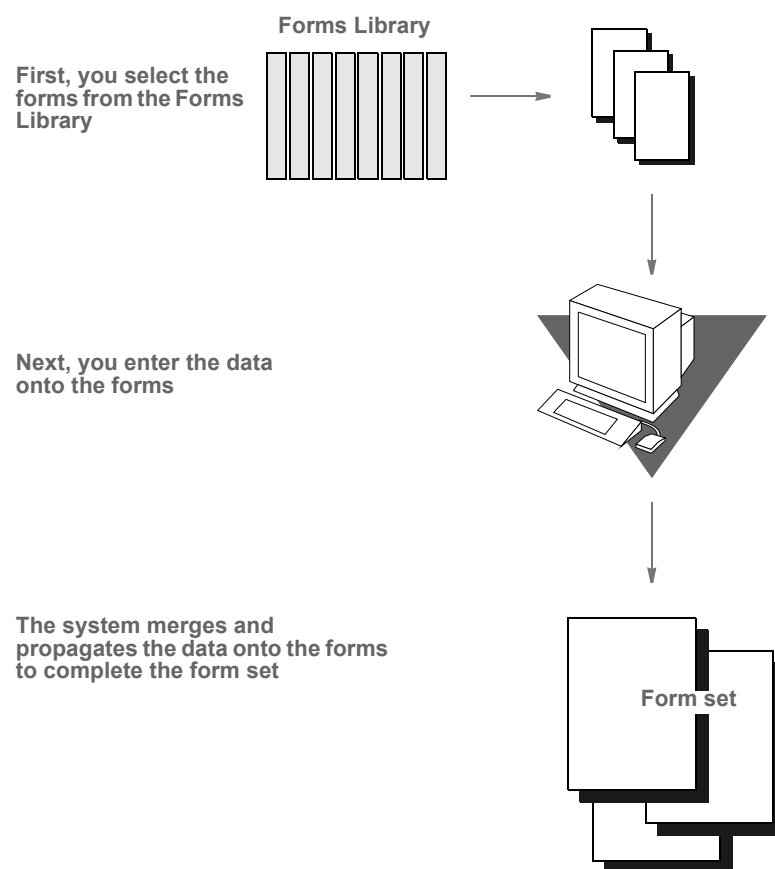 Forms Library
First, you select the
forms from the Forms
Library
Next, you enter the data
onto the forms
The system merges and
propagates the data onto the forms
to complete the form set
Form set